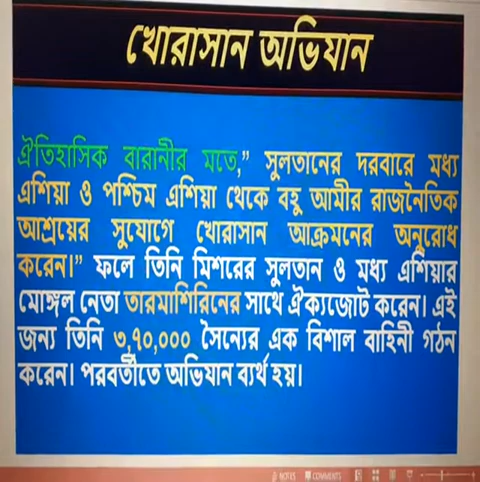 খোরাসান অভিযান
ঐতিহাসিক বারানীর মতে," সুলতানের দরবারে মধ্য
এশিয়া ও পশ্চিম এশিয়া থেকে বহু আমীর রাজনৈতিক
আশ্রয়ের সুযোগে খোরাসান আক্রমনের অনুরোধ
করেন।" ফলে তিনি মিশরের সুলতান ও মধ্য এশিয়ার
মোঙ্গল নেতা তারমাশিরিনের সাথে ঐক্যজোট করেন। এই
জন্য তিনি ৩,৭০,০০০ সৈন্যের এক বিশাল বাহিনী গঠন
করেন। পরবর্তীতে অভিযান ব্যর্থ হয়।
NOTES COMMENTS